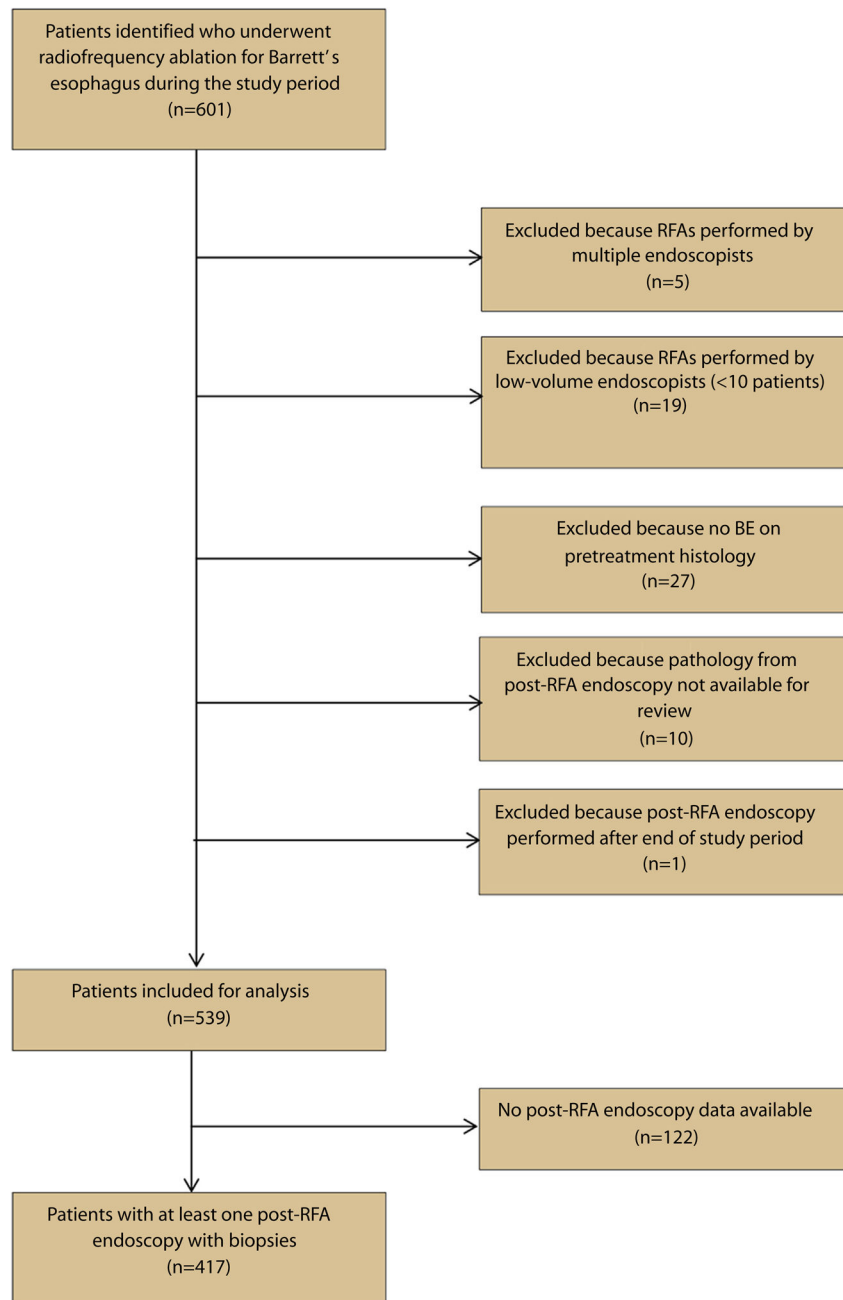 Patients identified who underwent
radiofrequency ablation for Barrett's
esophagus during the study period
(n=601)
Excluded because RFAs performed by
multiple endoscopists
(n=5)
Excluded because RFAs performed by
low-volume endoscopists (<10 patients)
(n=19)
Excluded because no BE on
pretreatment histology
(n=27)
Excluded because pathology from
post-RFA endoscopy not available for
review
(n=10)
Excluded because post-RFA endoscopy
performed after end of study period
(n=1)
Patients included for analysis
(n=539)
No post-RFA endoscopy data available
(n=122)
Patients with at least one post-RFA
endoscopy with biopsies
(n=417)